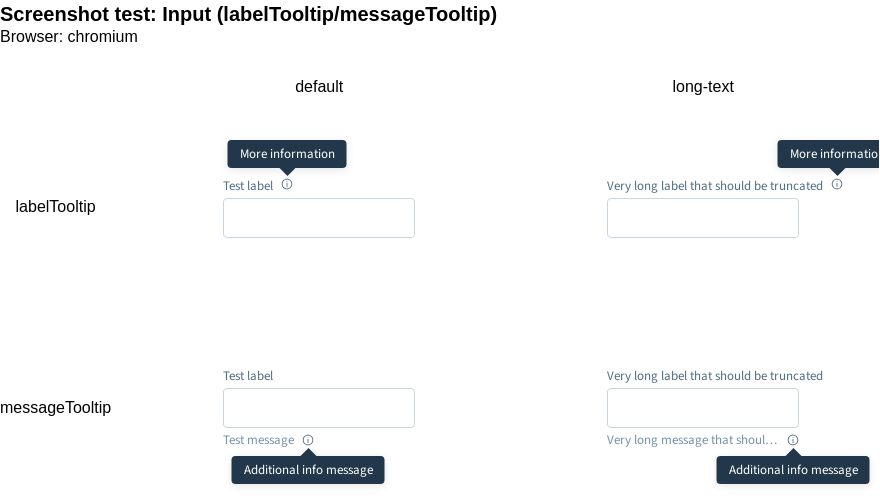 Screenshot test: Input (labelTooltip/messageTooltip)
Browser: chromium
default
long-text
More information
More informatio
Test label
Very long label that should be truncated
labelTooltip
Test label
Very long label that should be truncated
messageTooltip
Test message
Very long message that shoul…
Additional info message
Additional info message